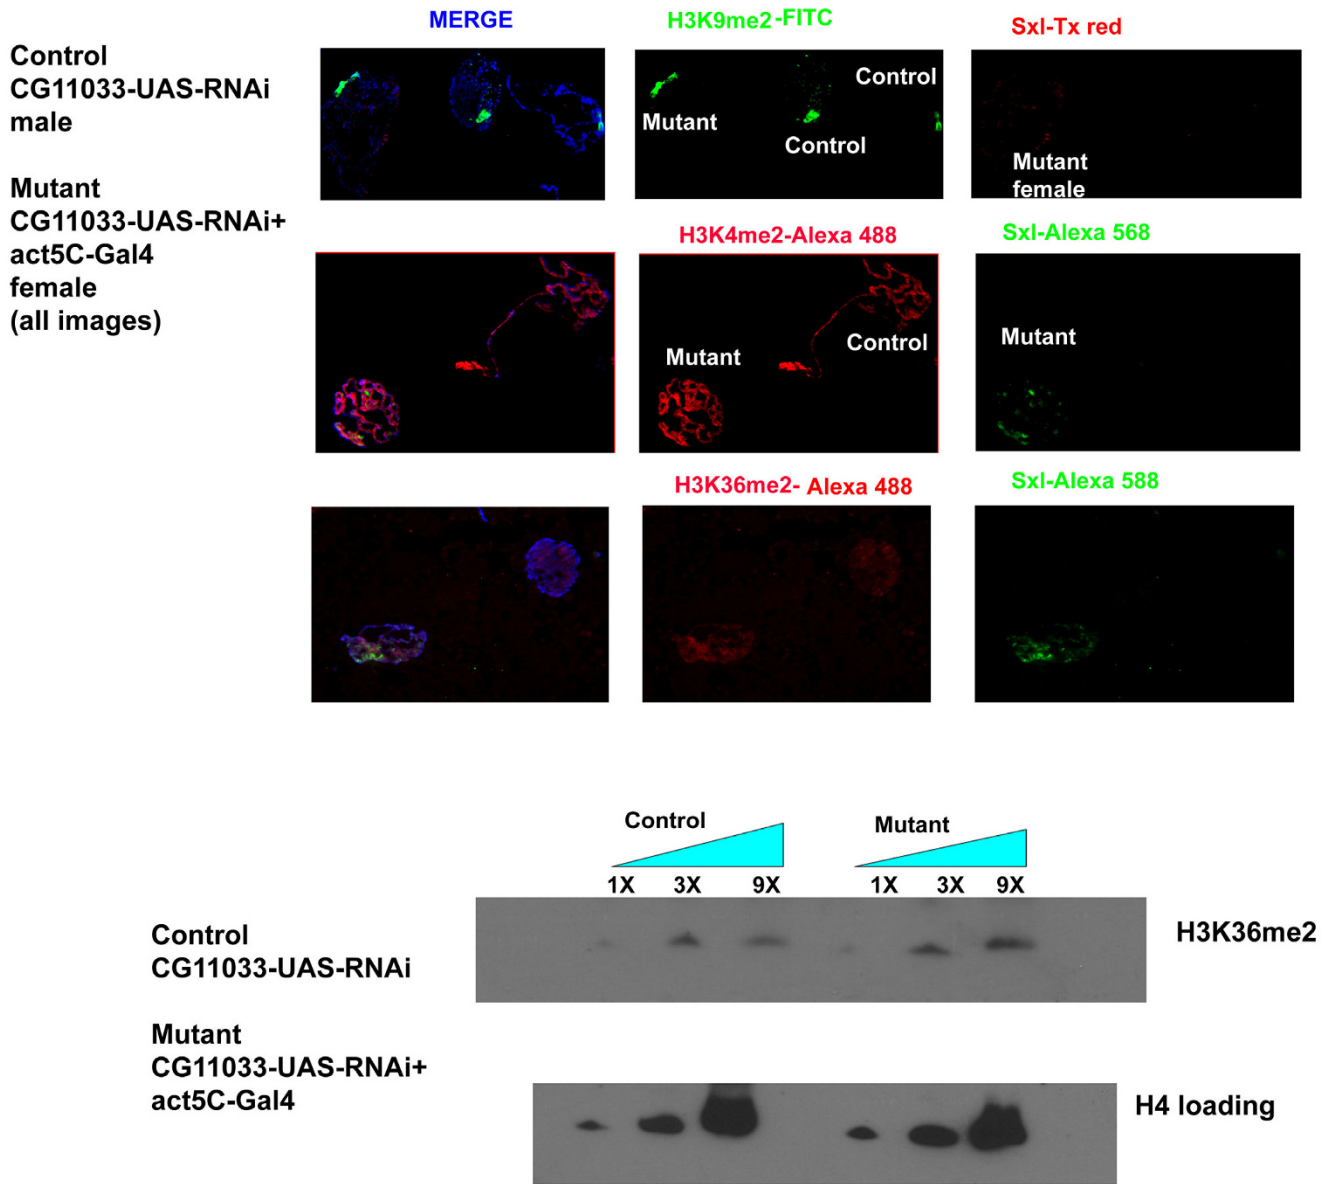 MERGE
H3K9me2-FITC
Sxl-Tx red
Control
CG11033-UAS-RNAi
male
Mutant
CG11033-UAS-RNAi+
act5C-Gal4
female
(all images)
Mutant
Control
Control
Mutant
female
H3K4me2-Alexa 488
Sxl-Alexa 568
Mutant
Control
Mutant
H3K36me2- Alexa 488
Sxl-Alexa 588
Control
Mutant
1X 3X 9X
1X 3X 9X
Control
CG11033-UAS-RNAi
Mutant
CG11033-UAS-RNAi+
act5C-Gal4
H3K36me2
H4 loading